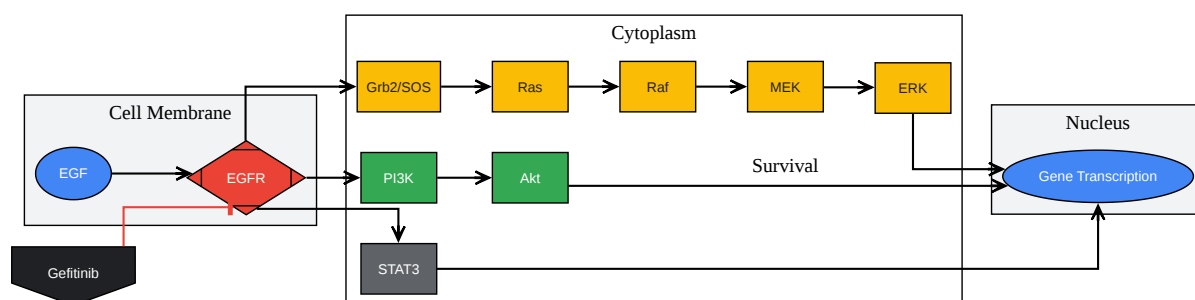 Cytoplasm
Grb2/SOS
Ras
Raf
MEK
ERK
Cell Membrane
EGF
EGFR
PI3K
Akt
Survival
Nucleus
Gene Transcription
Gefitinib
STAT3